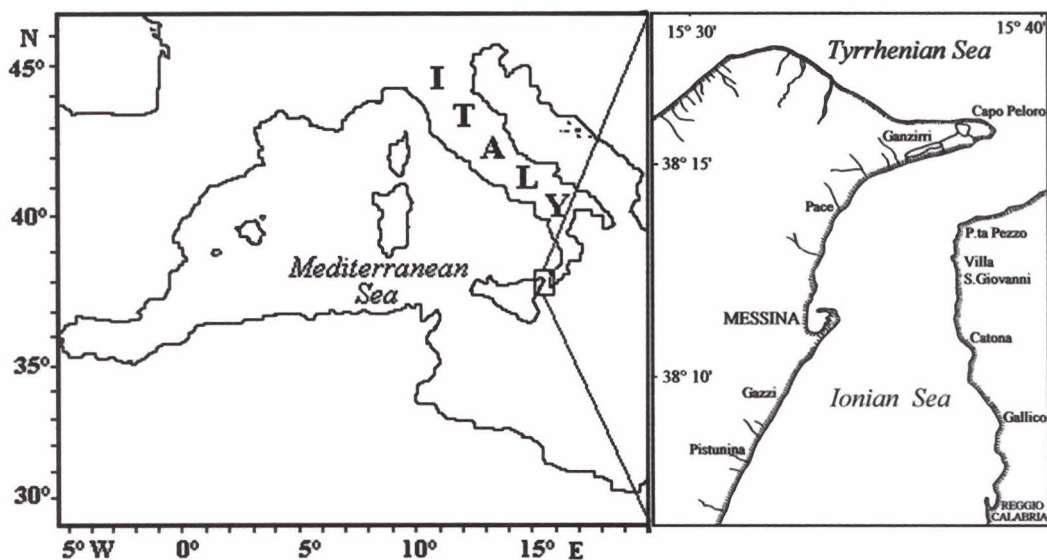 N
45°
40°
35°
30°
5° W 0° 5° 10° 15° E
I
T
A
L
Y
Mediterranean
Sea
15° 30'
15° 40'
Tyrrhenian Sea
Capo Peloro
Ganzirri
38° 15'
Pace
P.ta Pezzo
Villa
S.Giovanni
MESSINA
Catona
38° 10'
Gazzi
Ionian Sea
Gallico
Pistunina
REGGIO
CALABRIA